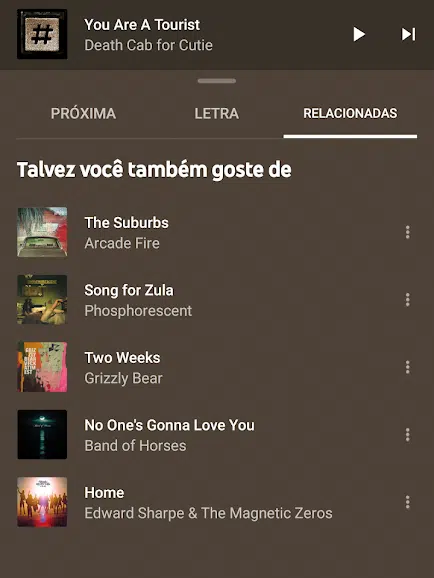 You Are A Tourist
Death Cab for Cutie
PRÓXIMA
LETRA
RELACIONADAS
Talvez você também goste de
The Suburbs
Arcade Fire
Song for Zula
Phosphorescent
Two Weeks
Grizzly Bear
No One's Gonna Love You
Band of Horses
Home
Edward Sharpe & The Magnetic Zeros